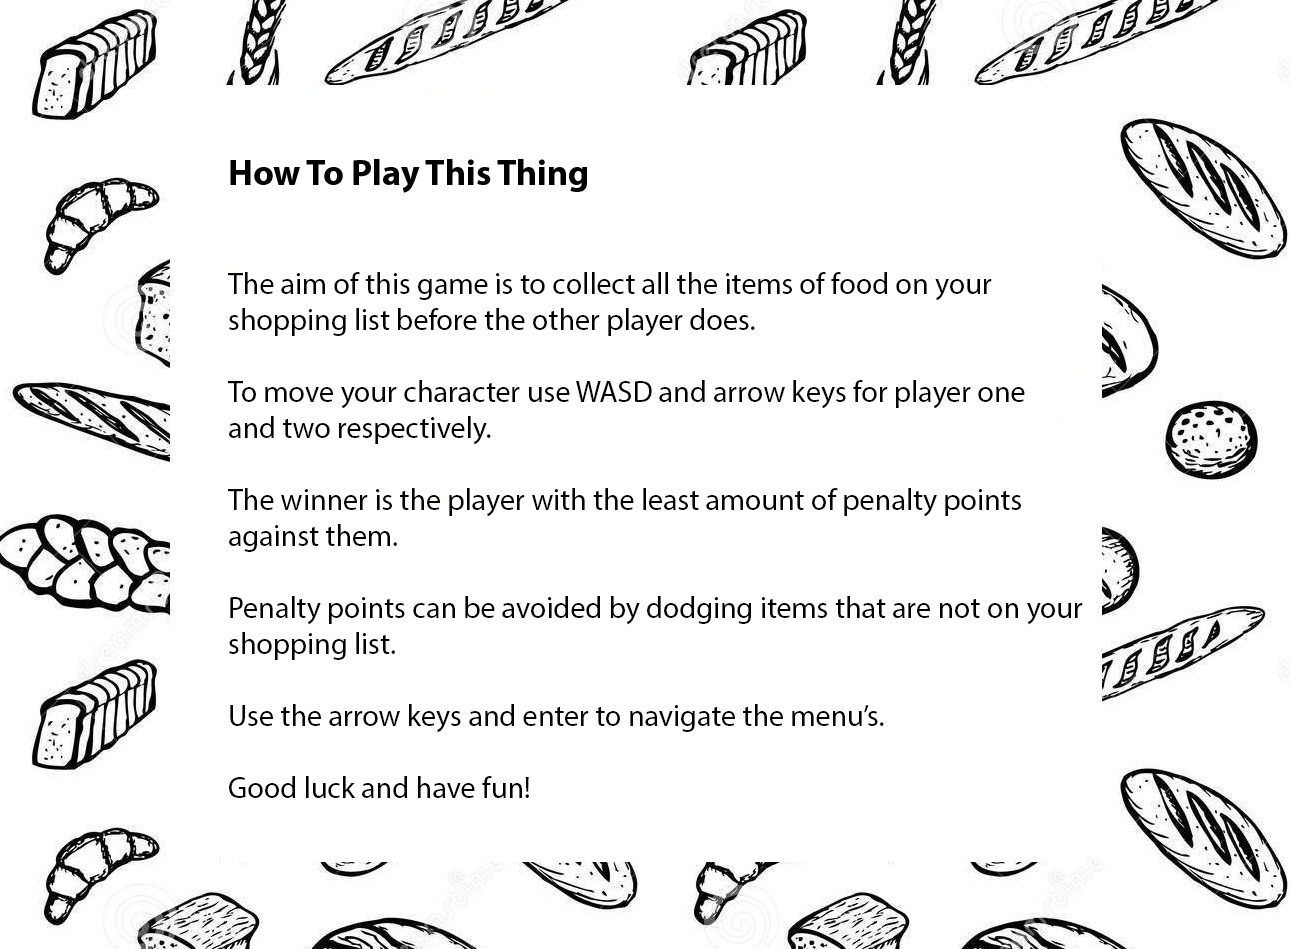 How To Play This Thing
The aim of this game is to collect all the items of food on your
shopping list before the other player does.
To move your character use WASD and arrow keys for player one
and two respectively.
The winner is the player with the least amount of penalty points
against them.
Penalty points can be avoided by dodging items that are not on your
shopping list.
Use the arrow keys and enter to navigate the menu’s.
Good luck and have fun!